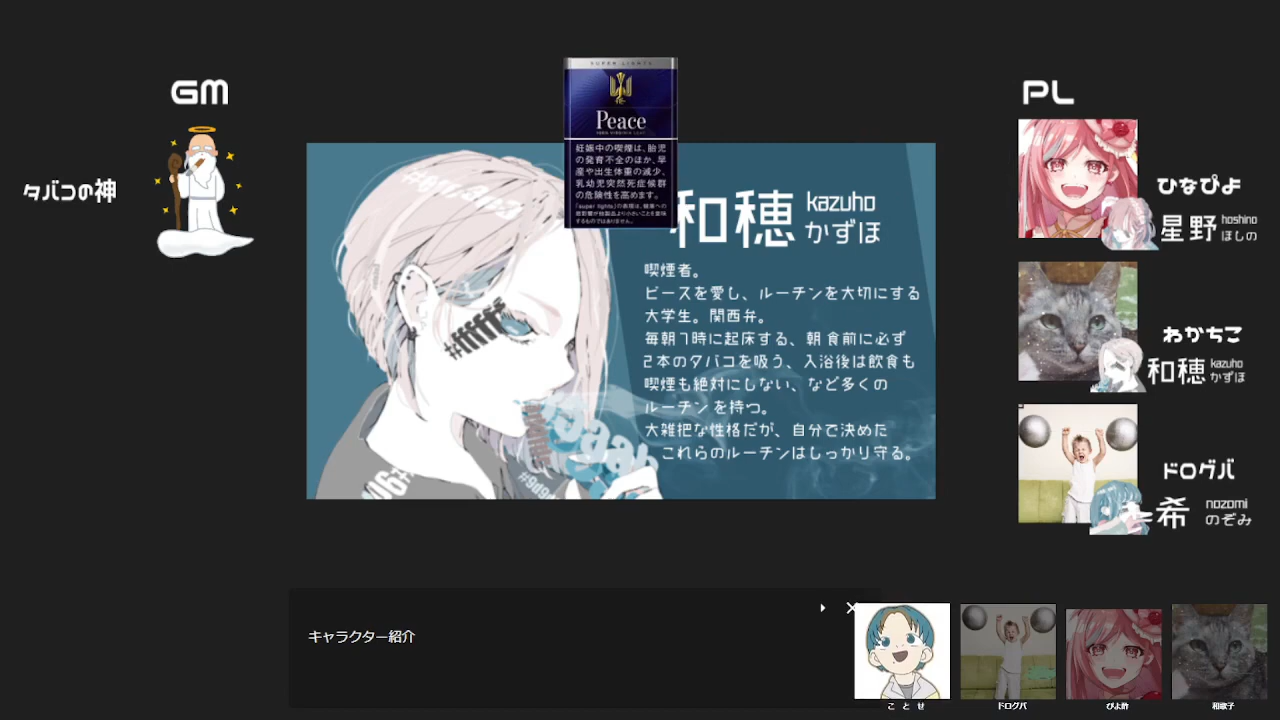 GM
タバコの神
SUPER LIGHTS
Peace
妊娠中の喫煙は、胎児
の発育不全のほか、早
産や出生体重の減少、
乳幼児突然死症候群
の危険性を高めます。
和穂 kazuho
かずほ
喫煙者。
ピースを愛し、ルーチンを大切にする
大学生。関西弁。
毎朝7時に起床する、朝食前に必ず
2本のタバコを吸う、入浴後は飲食も
喫煙も絶対にしない、など多くの
ルーチンを持つ。
大雑把な性格だが、自分で決めた
これらのルーチンはしっかり守る。
PL
ひなぴよ
星野 hoshino
ほしの
わかちこ
和穂 kazuho
かずほ
ドログバ
希 nozomi
のぞみ
キャラクター紹介
こ と せ
ドログバ
ぴよ酢
和歌子